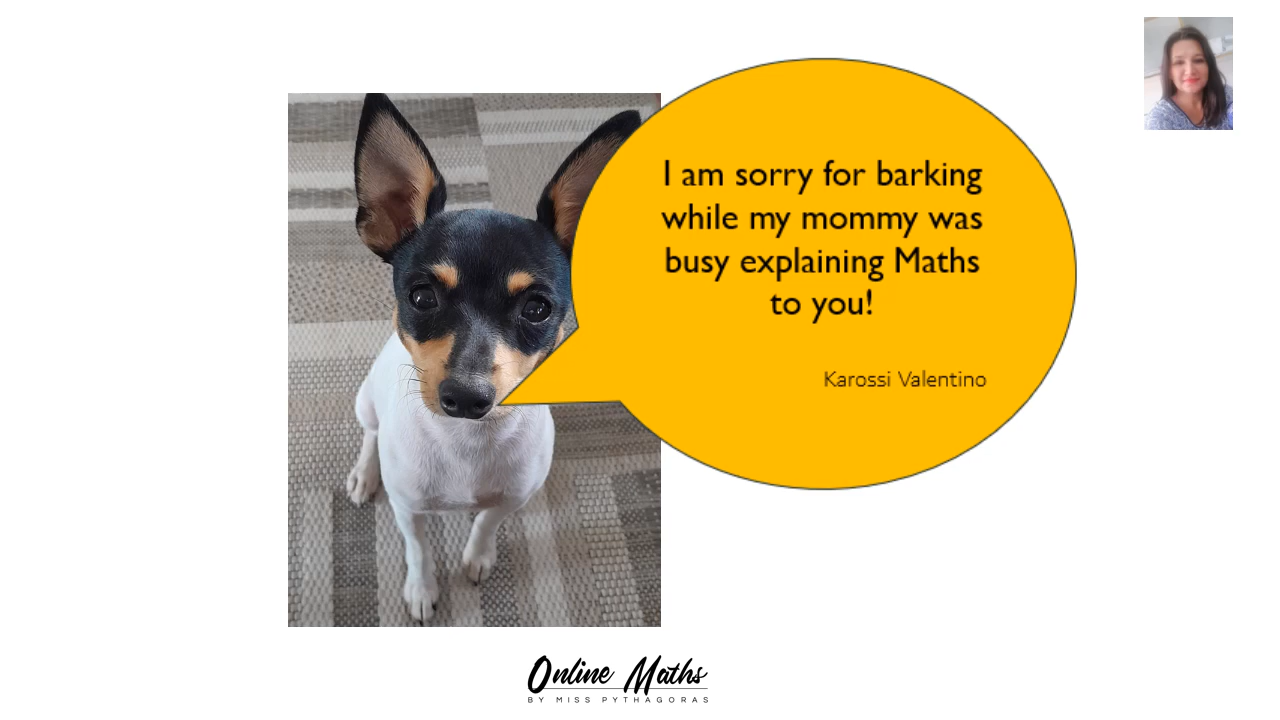 I am sorry for barking
while my mommy was
busy explaining Maths
to you!
Karossi Valentino
Online Maths
BY MISS PYTHAGORAS